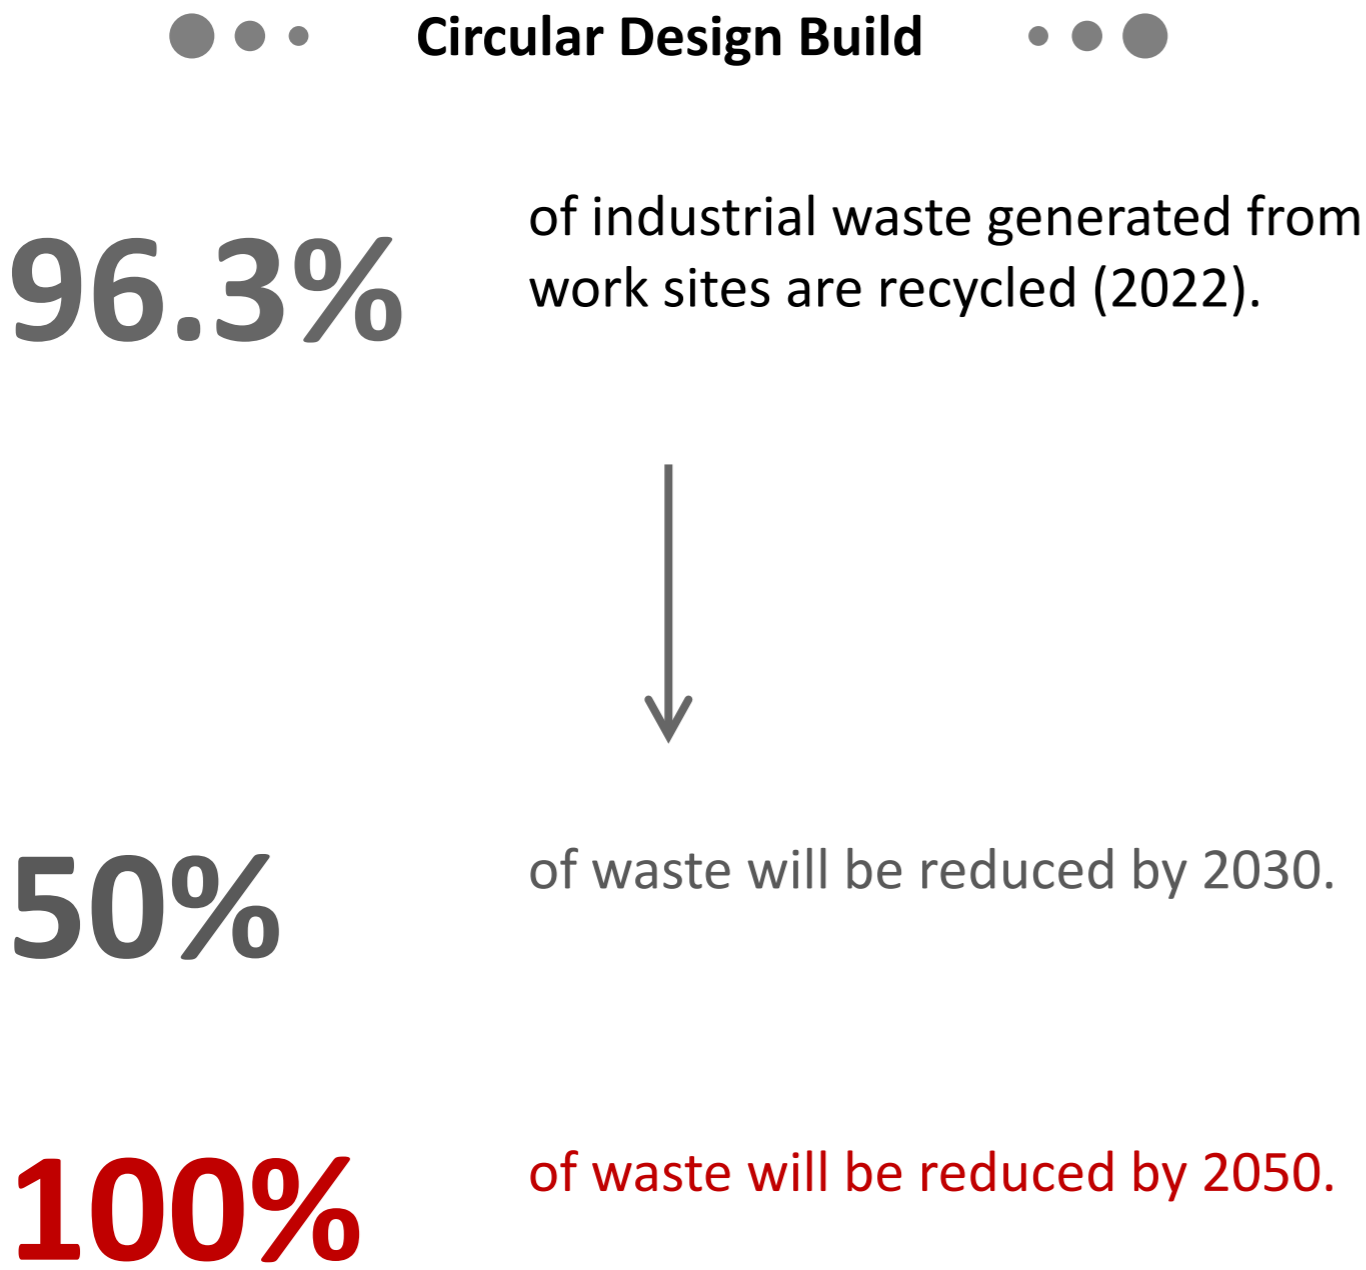 Circular Design Build
96.3%
of industrial waste generated from
work sites are recycled (2022).
50%
of waste will be reduced by 2030.
100%
of waste will be reduced by 2050.